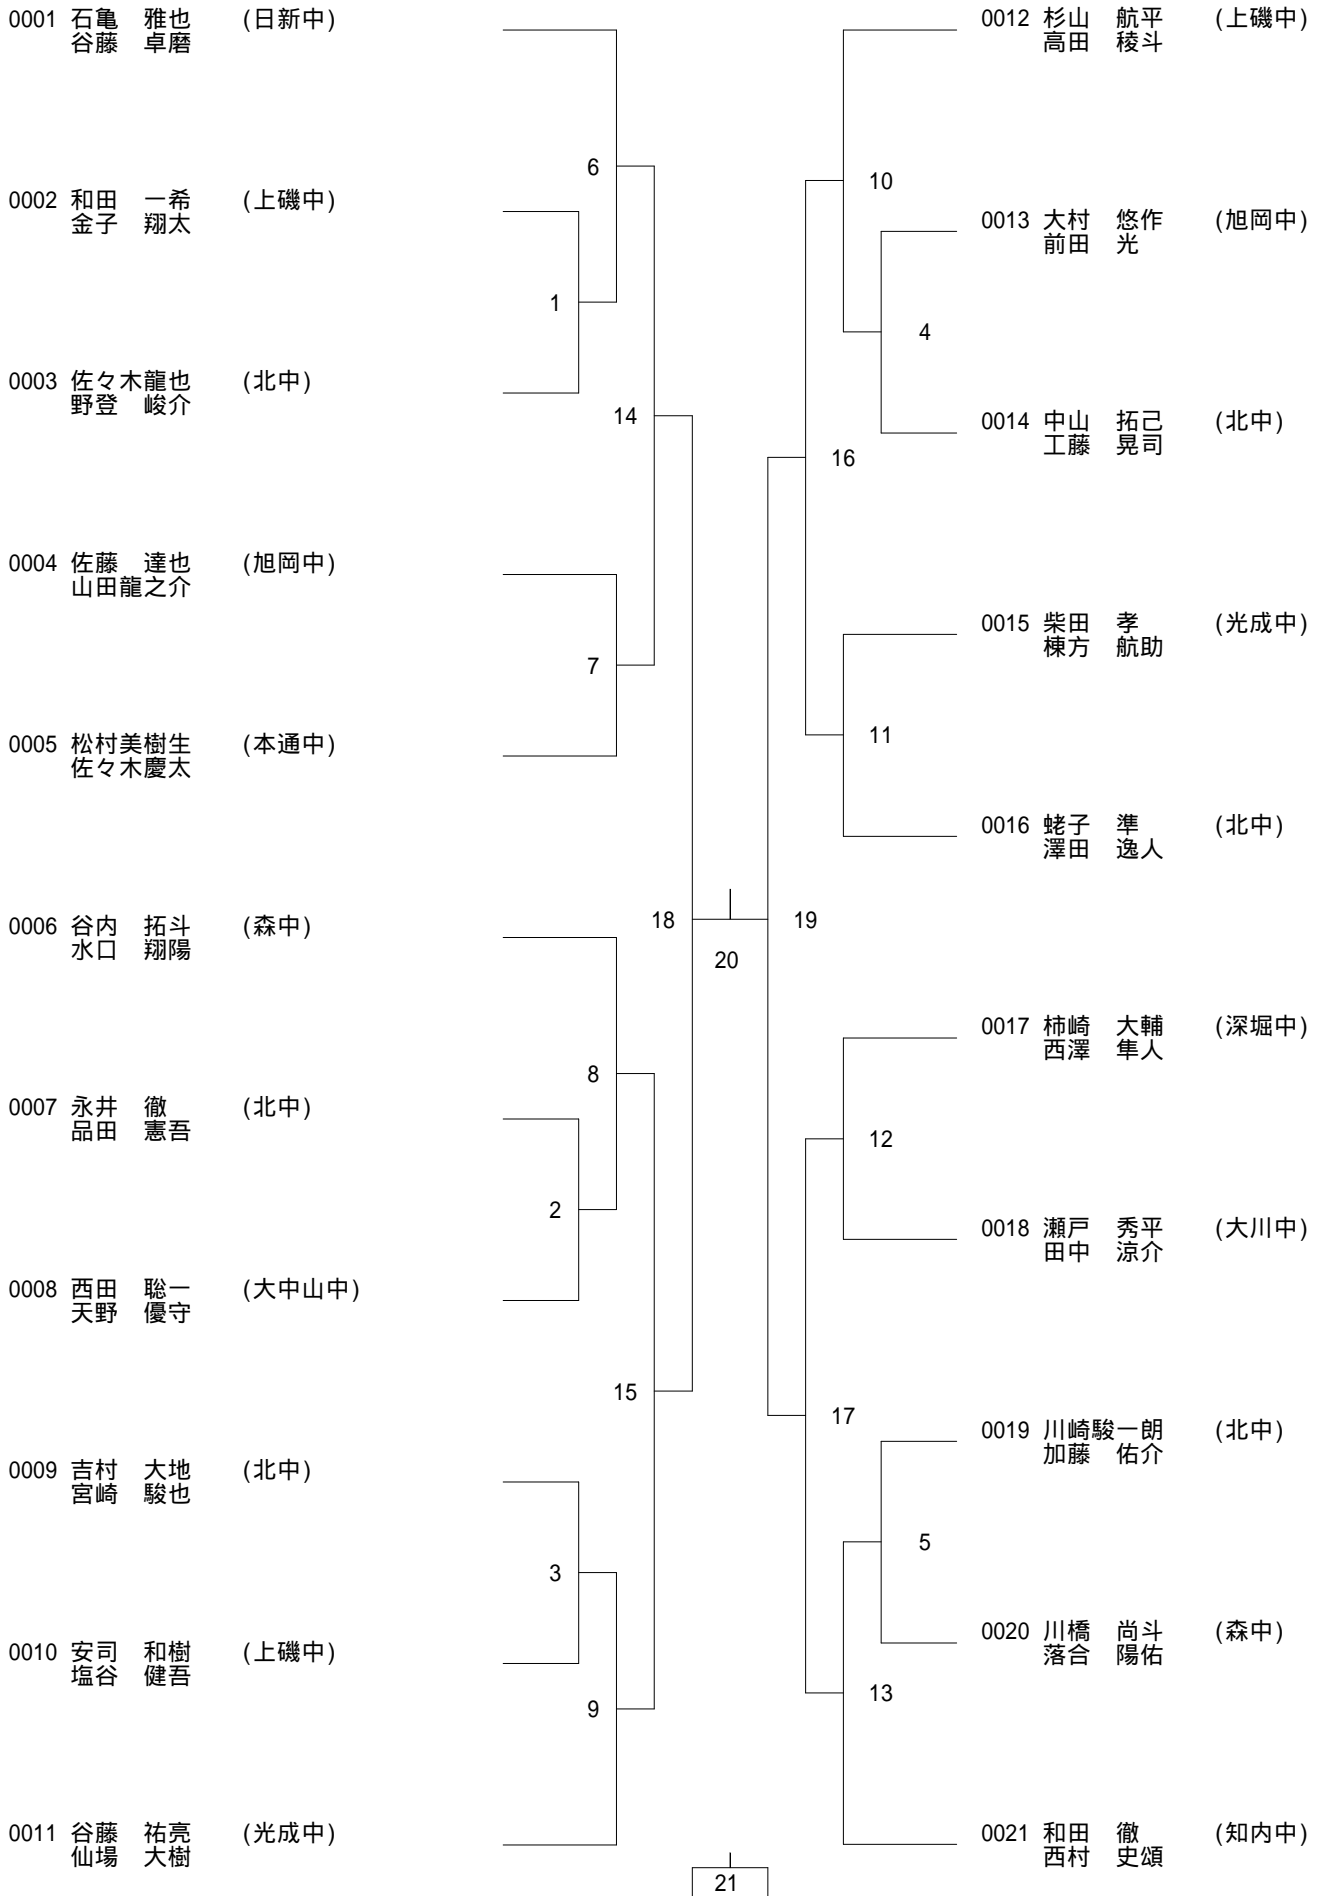 0001 石亀 雅也 (日新中)
谷藤 卓磨
6
0002 和田 一希 (上磯中)
金子 翔太
1
0003 佐々木龍也 (北中)
野登 峻介
14
0004 佐藤 達也 (旭岡中)
山田龍之介
7
0005 松村美樹生 (本通中)
佐々木慶太
0006 谷内 拓斗 (森中)
水口 翔陽
18
20
8
0007 永井 徹 (北中)
品田 憲吾
2
0008 西田 聡一 (大中山中)
天野 優守
15
0009 吉村 大地 (北中)
宮崎 駿也
3
0010 安司 和樹 (上磯中)
塩谷 健吾
9
0011 谷藤 祐亮 (光成中)
仙場 大樹
0012 杉山 航平 (上磯中)
高田 稜斗
10
0013 大村 悠作 (旭岡中)
前田 光
4
0014 中山 拓己 (北中)
工藤 晃司
16
0015 柴田 孝 (光成中)
棟方 航助
11
0016 蛯子 準 (北中)
澤田 逸人
19
0017 柿崎 大輔 (深堀中)
西澤 隼人
12
0018 瀬戸 秀平 (大川中)
田中 涼介
17
0019 川崎駿一朗 (北中)
加藤 佑介
5
0020 川橋 尚斗 (森中)
落合 陽佑
13
0021 和田 徹 (知内中)
西村 史頌
21